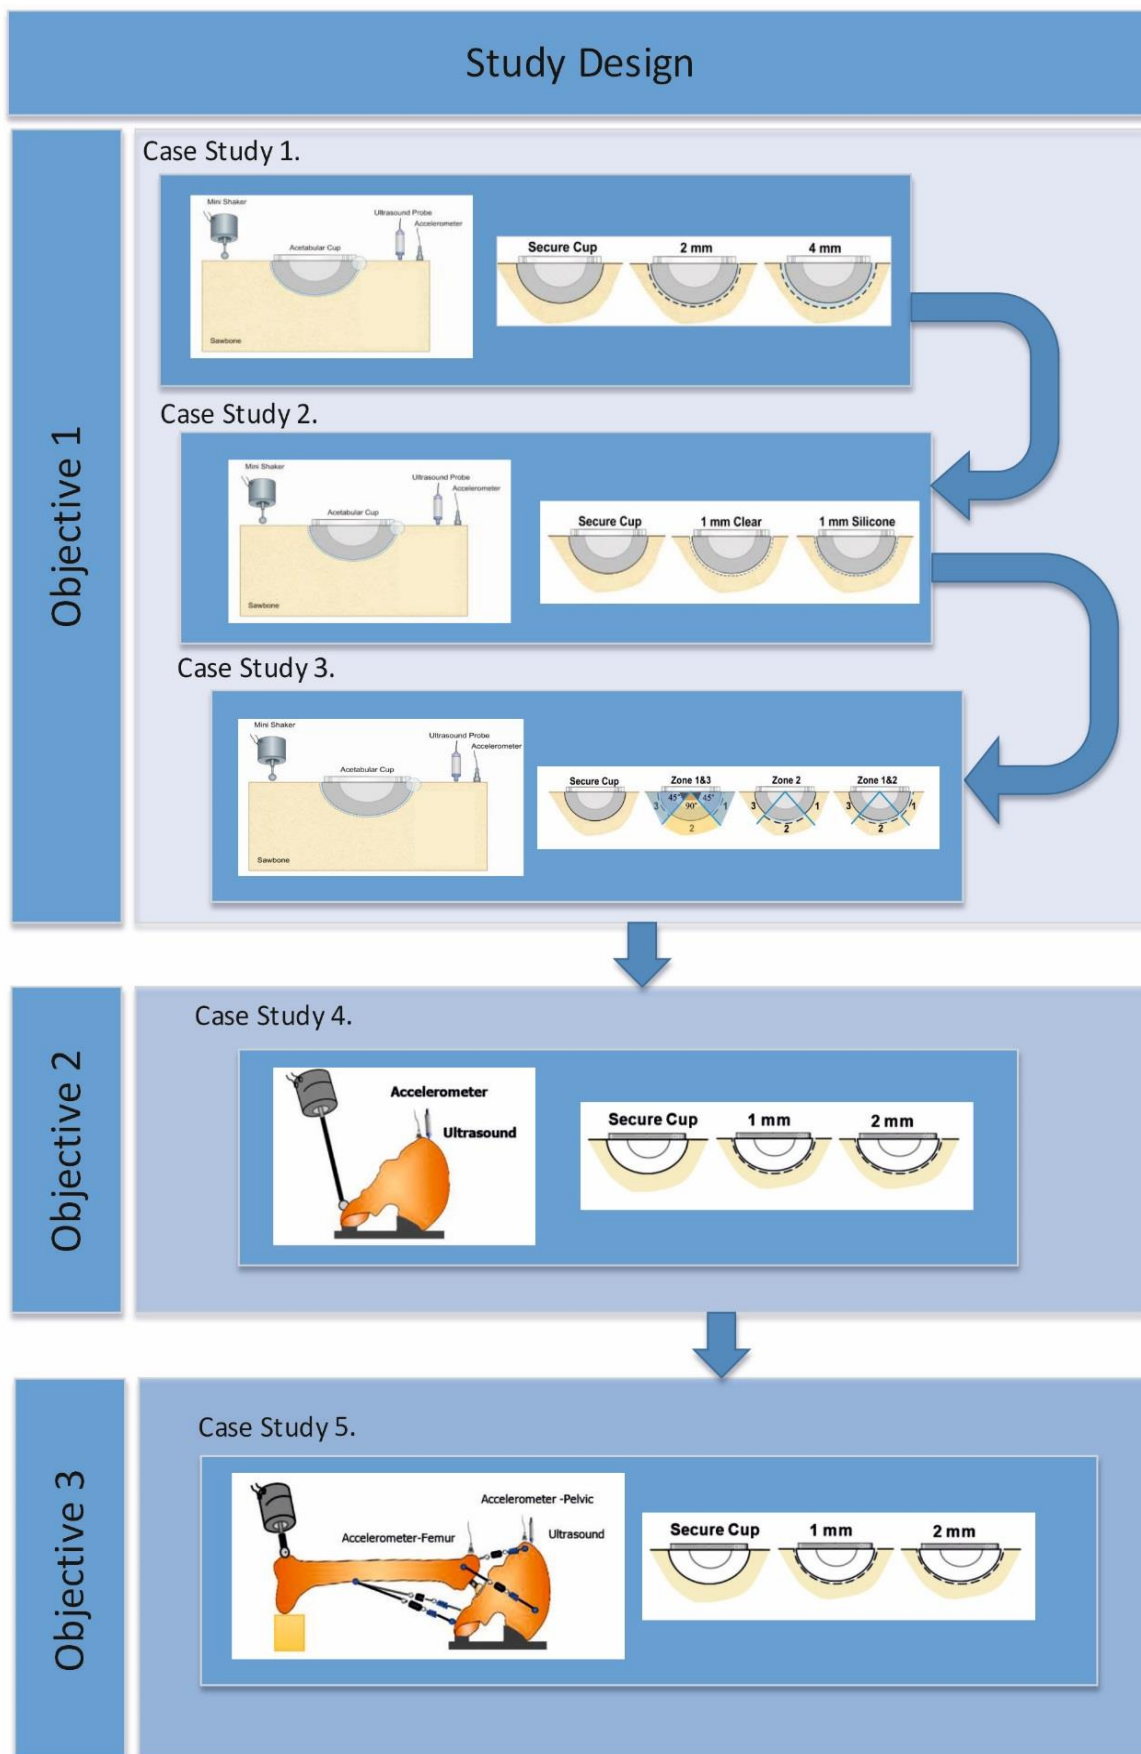 Study Design
Objective 1
Case Study 1.
Mini Shaker
Ultrasound Probe
Accelerometer
Acetabular Cup
Sawbone
Secure Cup 2 mm 4 mm
Case Study 2.
Mini Shaker
Ultrasound Probe
Accelerometer
Acetabular Cup
Sawbone
Secure Cup 1 mm Clear 1 mm Silicone
Case Study 3.
Mini Shaker
Ultrasound Probe
Accelerometer
Acetabular Cup
Sawbone
Secure Cup Zone 1&3 Zone 2 Zone 1&2
45° 45°
3 90° 1 3 1 3 1
2 2 2
Objective 2
Case Study 4.
Accelerometer
Ultrasound
Secure Cup 1 mm 2 mm
Objective 3
Case Study 5.
Accelerometer -Pelvic
Accelerometer-Femur
Ultrasound
Secure Cup 1 mm 2 mm